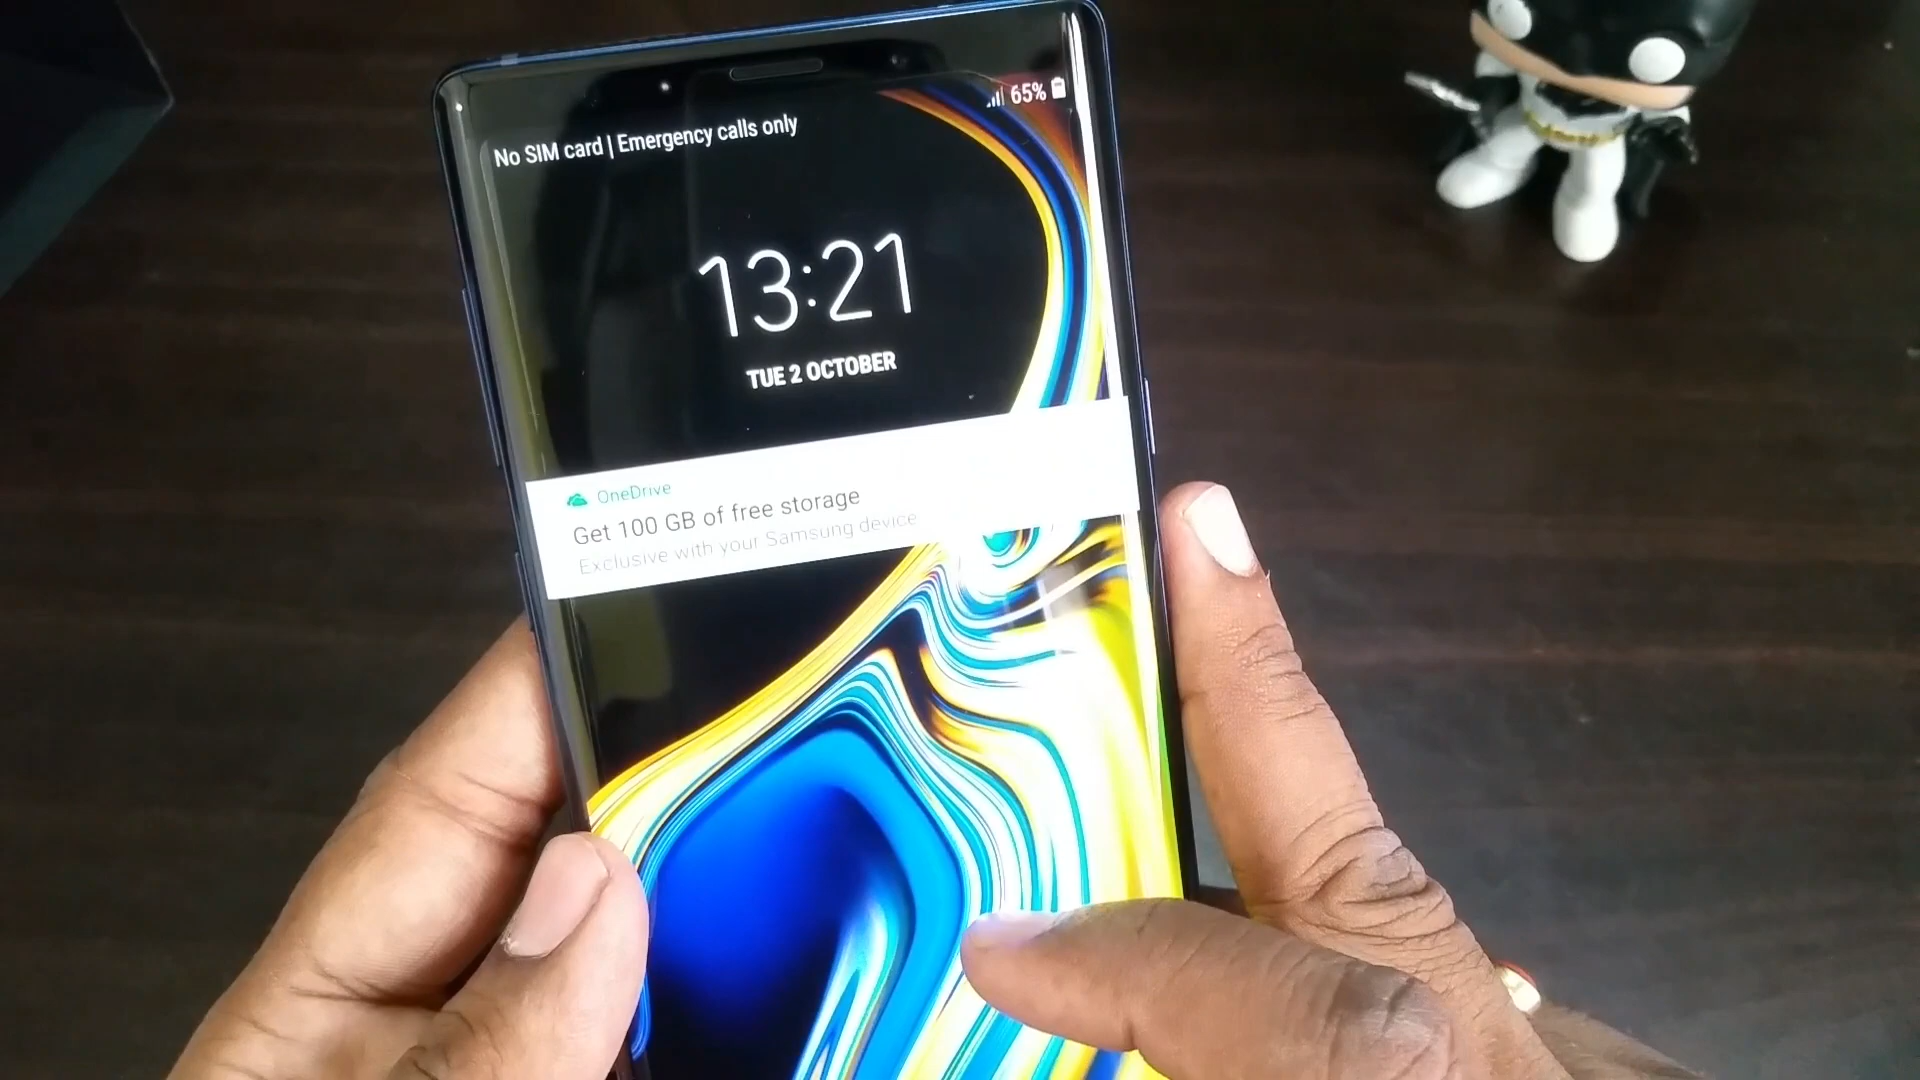 65%
No SIM card | Emergency calls only
13:21
TUE 2 OCTOBER
OneDrive
Get 100 GB of free storage
Exclusive with your Samsung device